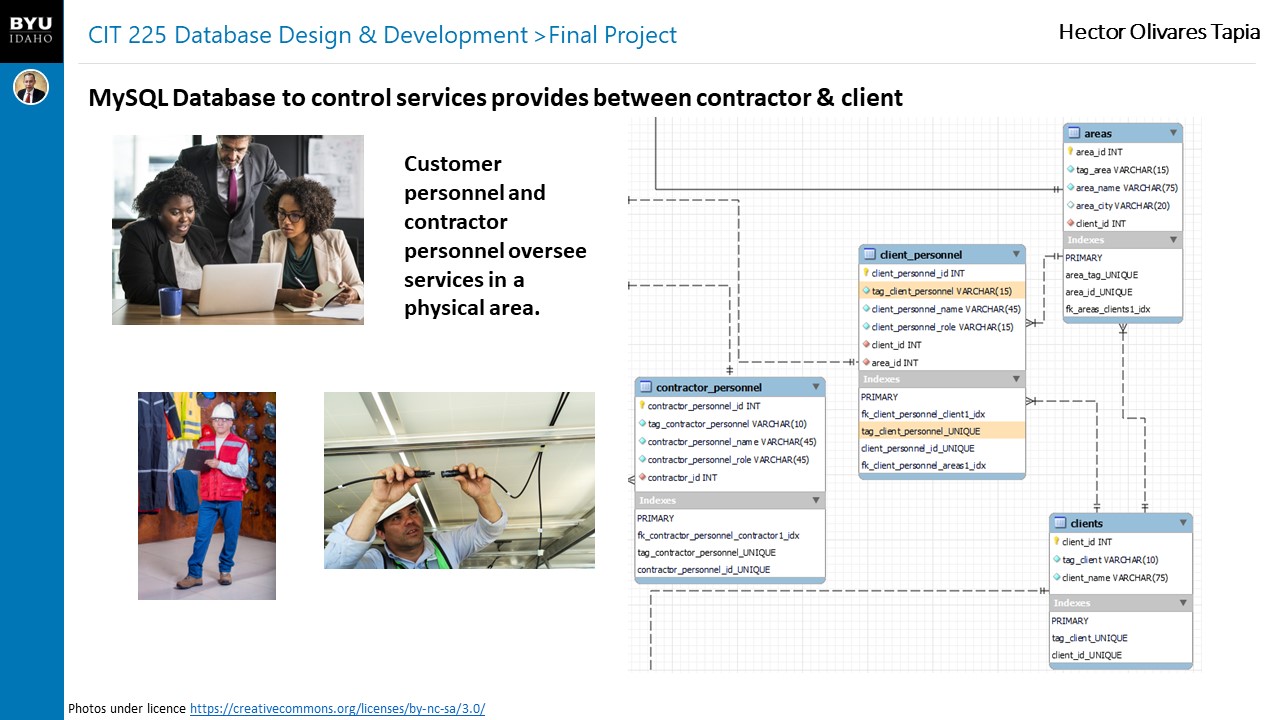 BYU
IDAHO
CIT 225 Database Design & Development >Final Project
Hector Olivares Tapia
MySQL Database to control services provides between contractor & client
Customer
personnel and
contractor
personnel oversee
services in a
physical area.
areas
area_id INT
tag_area VARCHAR(15)
area_name VARCHAR(75)
area_city VARCHAR(20)
client_id INT
Indexes
PRIMARY
area_tag_UNIQUE
area_id_UNIQUE
fk_areas_clients1_idx
client_personnel
client_personnel_id INT
tag_client_personnel VARCHAR(15)
client_personnel_name VARCHAR(45)
client_personnel_role VARCHAR(15)
client_id INT
area_id INT
Indexes
PRIMARY
fk_client_personnel_client1_idx
tag_client_personnel_UNIQUE
client_personnel_id_UNIQUE
fk_client_personnel_areas1_idx
contractor_personnel
contractor_personnel_id INT
tag_contractor_personnel VARCHAR(10)
contractor_personnel_name VARCHAR(45)
contractor_personnel_role VARCHAR(45)
contractor_id INT
Indexes
PRIMARY
fk_contractor_personnel_contractor1_idx
tag_contractor_personnel_UNIQUE
contractor_personnel_id_UNIQUE
clients
client_id INT
tag_client VARCHAR(10)
client_name VARCHAR(75)
Indexes
PRIMARY
tag_client_UNIQUE
client_id_UNIQUE
Photos under licence https://creativecommons.org/licenses/by-nc-sa/3.0/